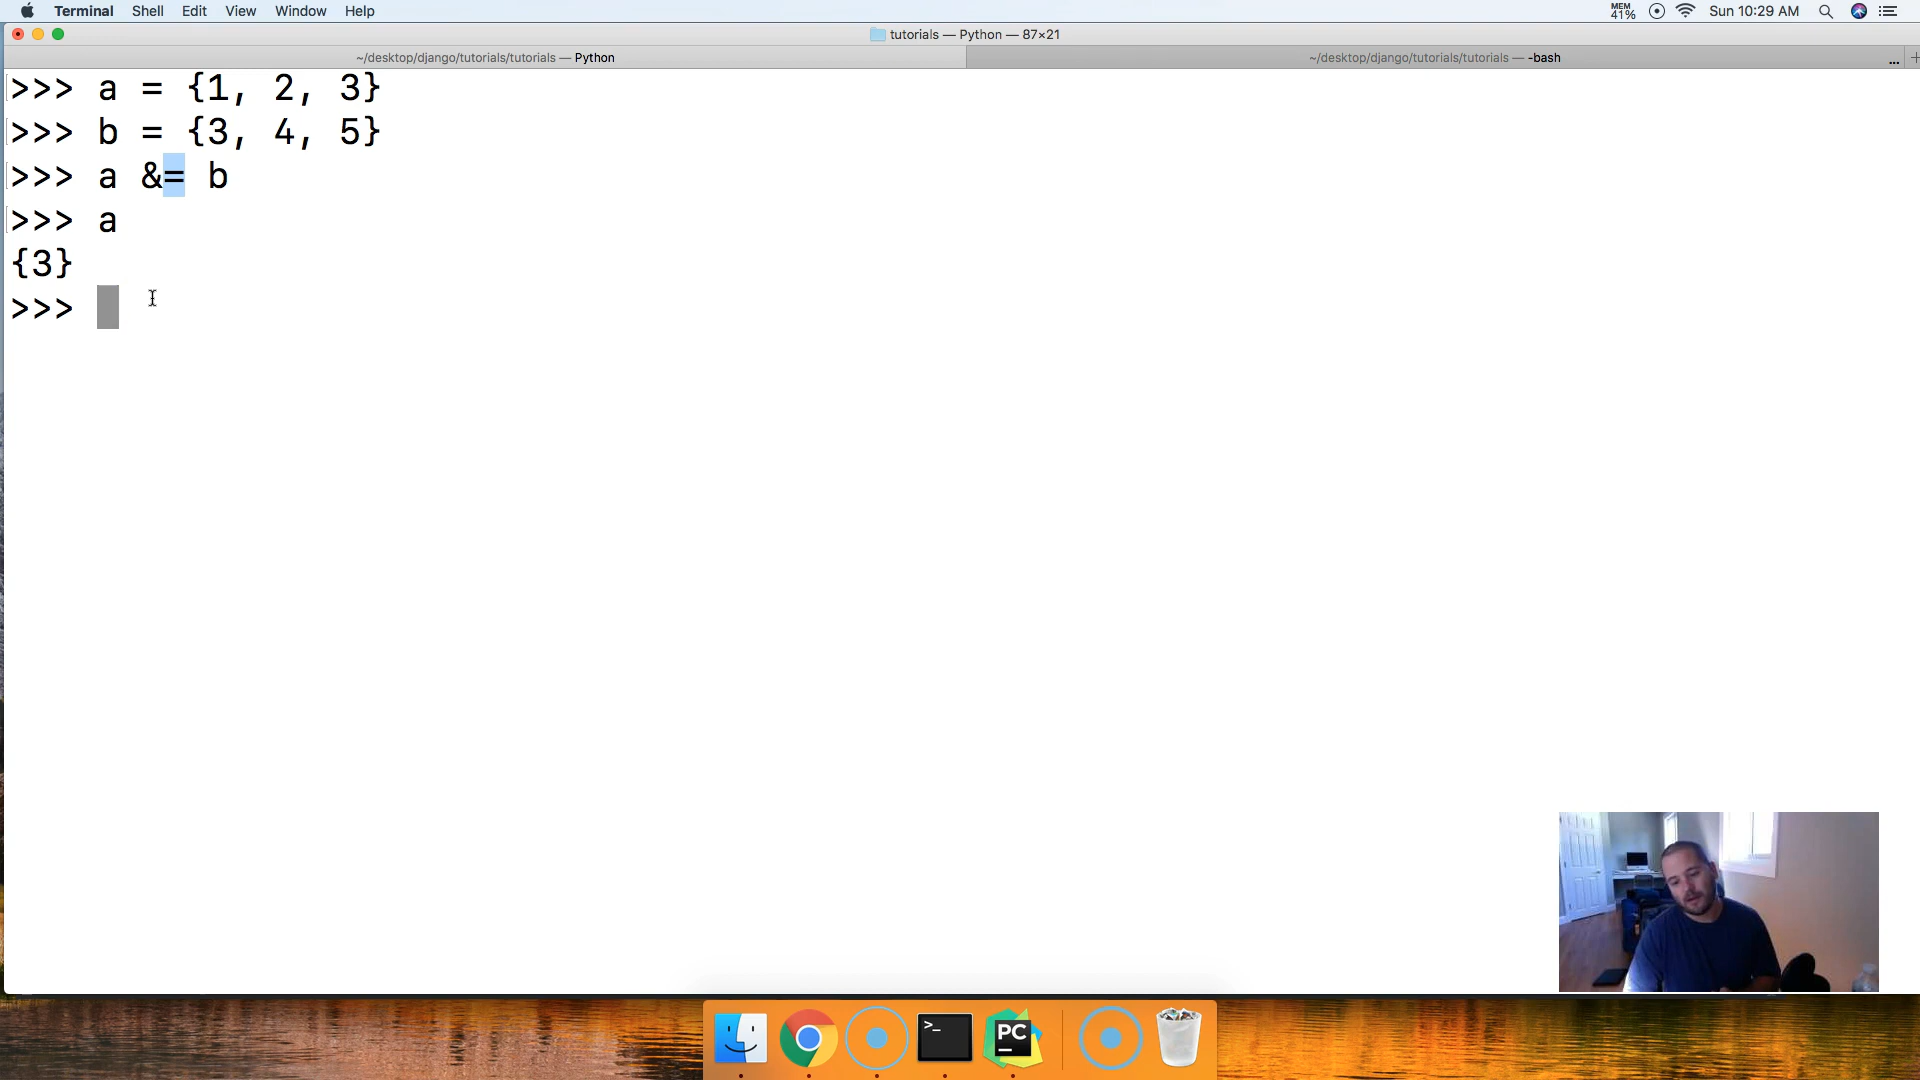 Terminal Shell Edit View Window Help MEM 41% Sun 10:29 AM
tutorials — Python — 87×21
~/desktop/django/tutorials/tutorials — Python ~/desktop/django/tutorials/tutorials — -bash ... +
>>> a = {1, 2, 3}
>>> b = {3, 4, 5}
>>> a &= b
>>> a
{3}
>>>
>_ PC